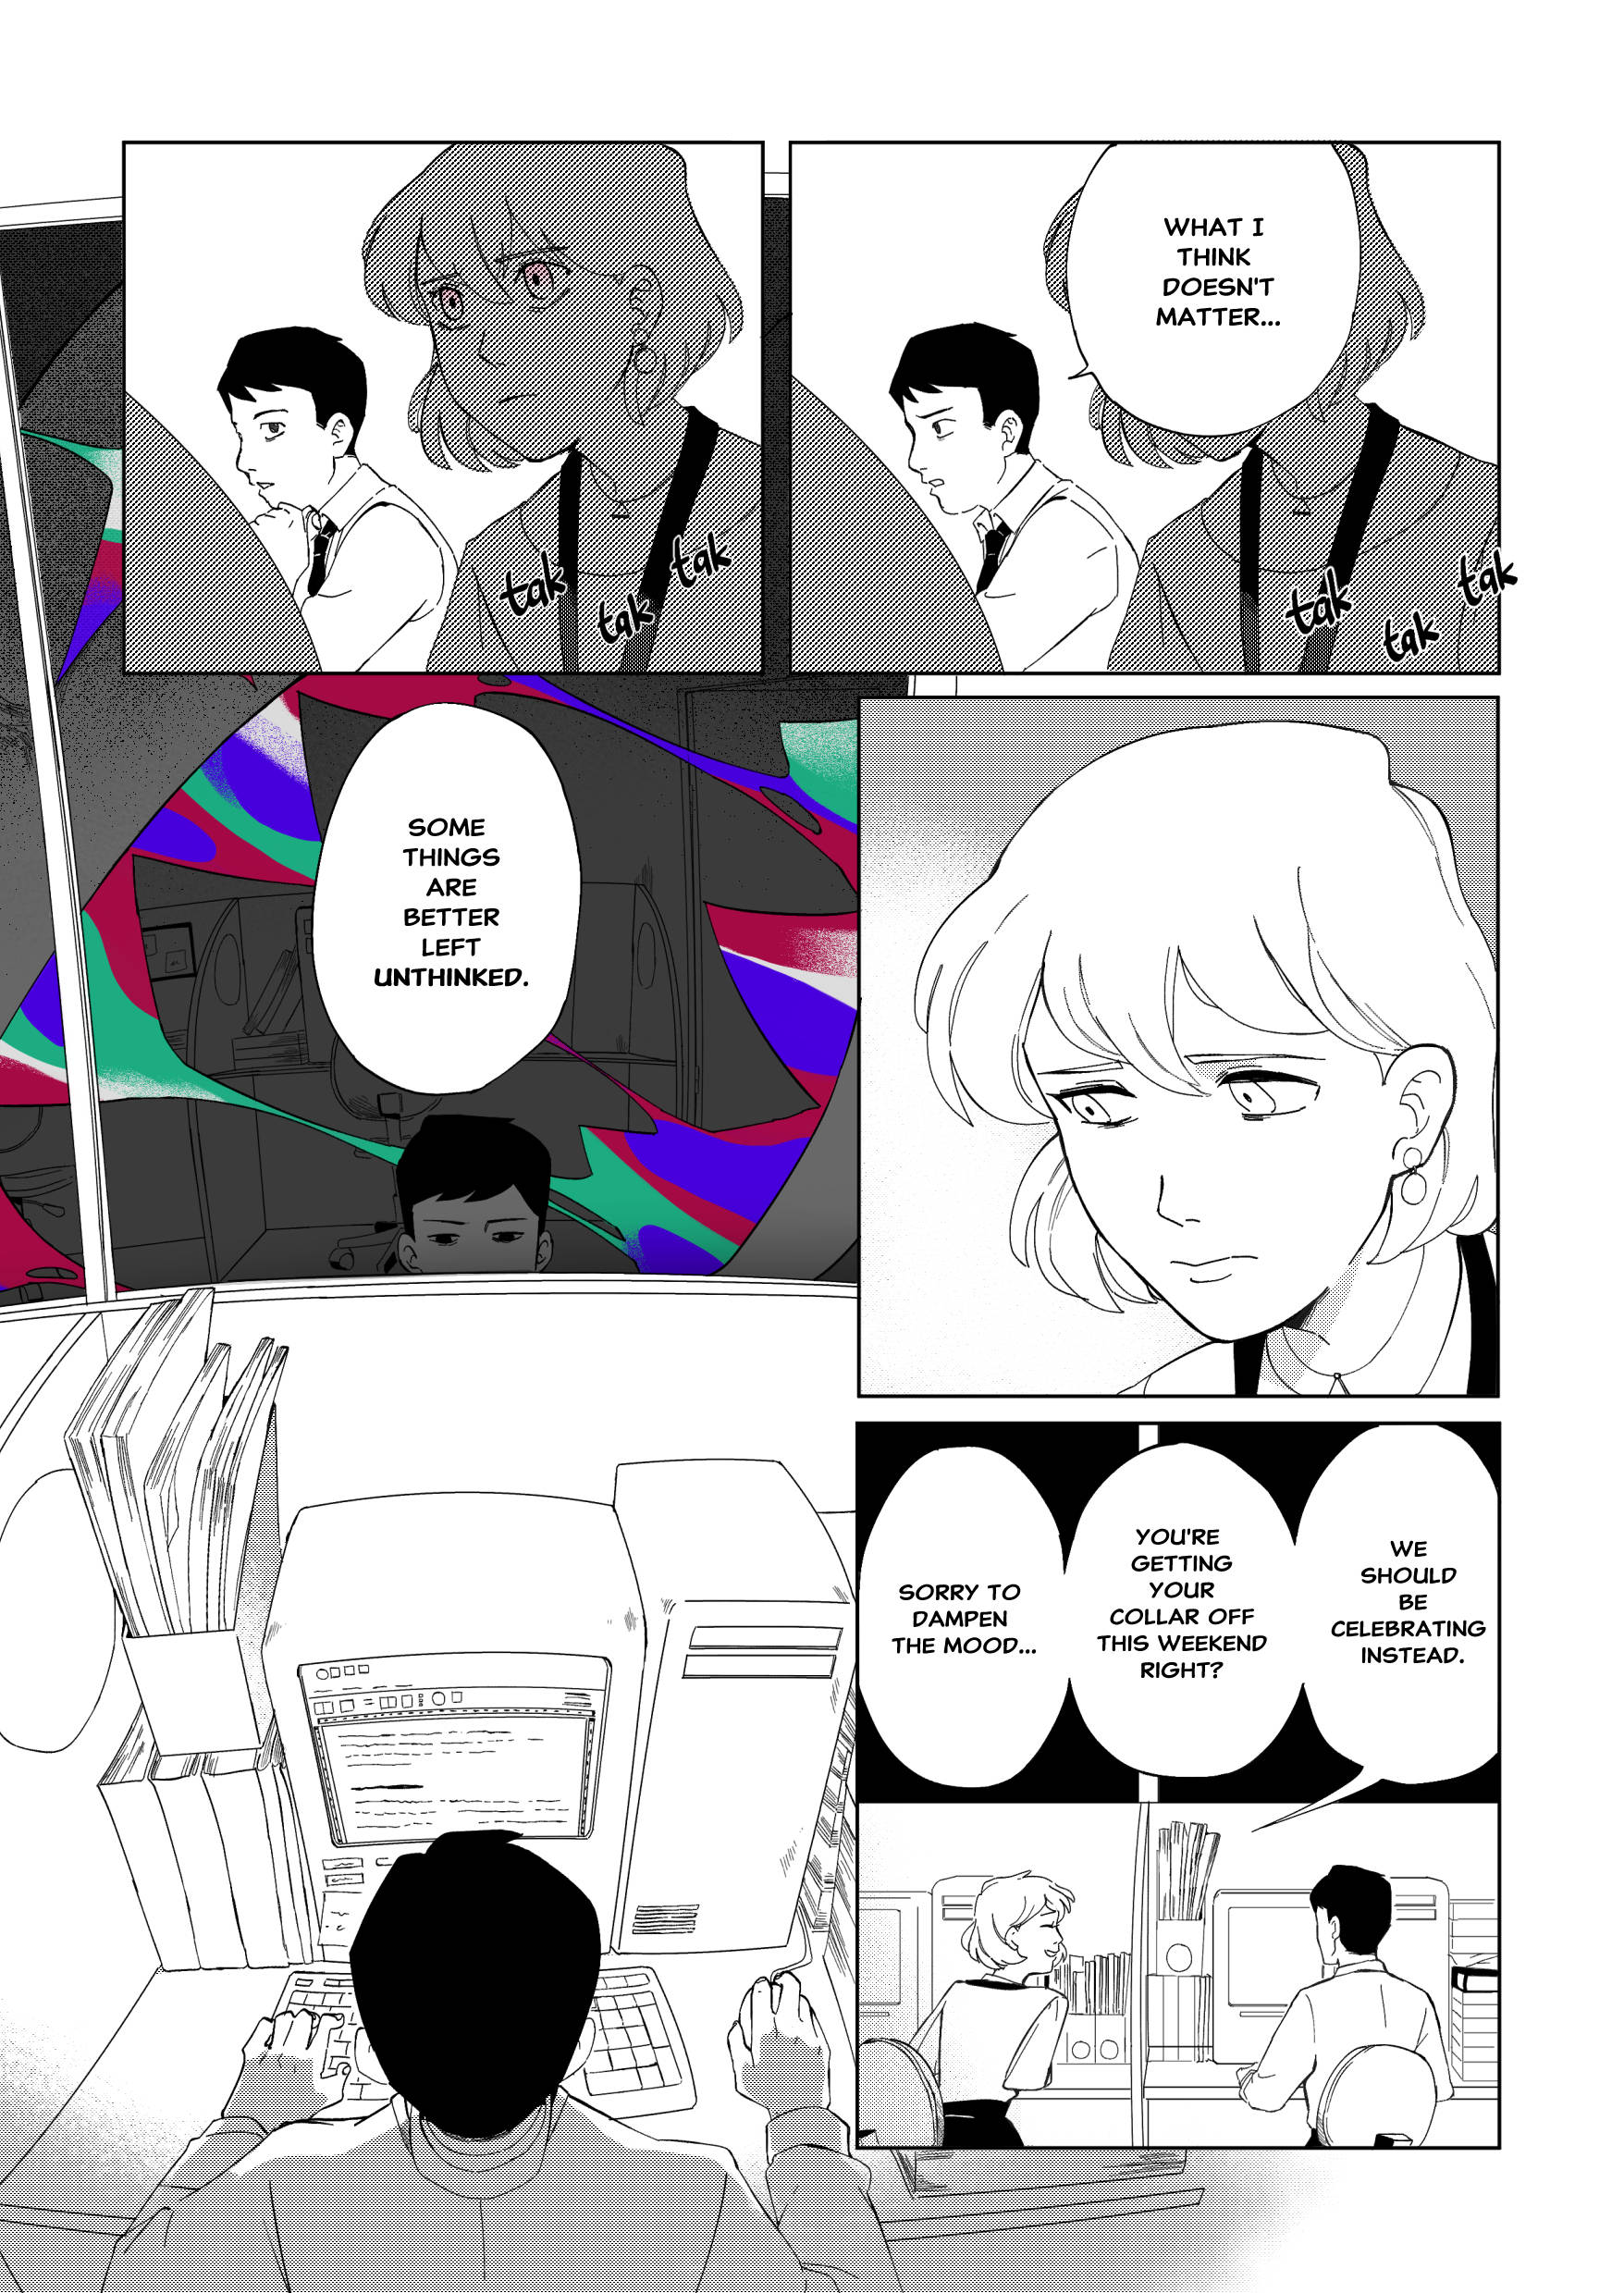 tak
tak
tak
WHAT I
THINK
DOESN'T
MATTER...
tak
tak
tak
SOME
THINGS
ARE
BETTER
LEFT
UNTHINKED.
SORRY TO
DAMPEN
THE MOOD...
YOU'RE
GETTING
YOUR
COLLAR OFF
THIS WEEKEND
RIGHT?
WE
SHOULD
BE
CELEBRATING
INSTEAD.